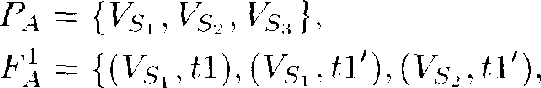 P_A = {V_{S_1}, V_{S_2}, V_{S_3}},
F_A^1 = {(V_{S_1}, t1), (V_{S_1}, t1'), (V_{S_2}, t1'),